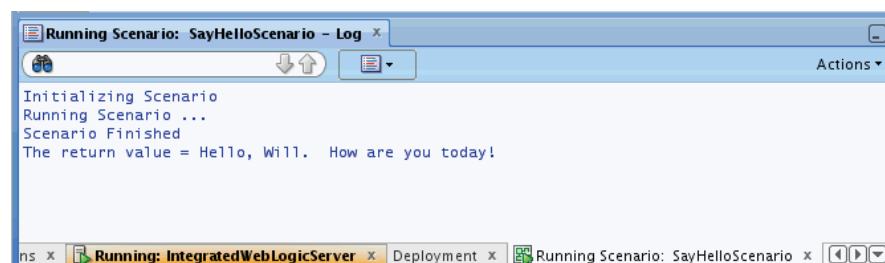 Running Scenario: SayHelloScenario - Log x
Actions
Initializing Scenario
Running Scenario ...
Scenario Finished
The return value = Hello, Will.  How are you today!
ns x Running: IntegratedWebLogicServer x Deployment x Running Scenario: SayHelloScenario x